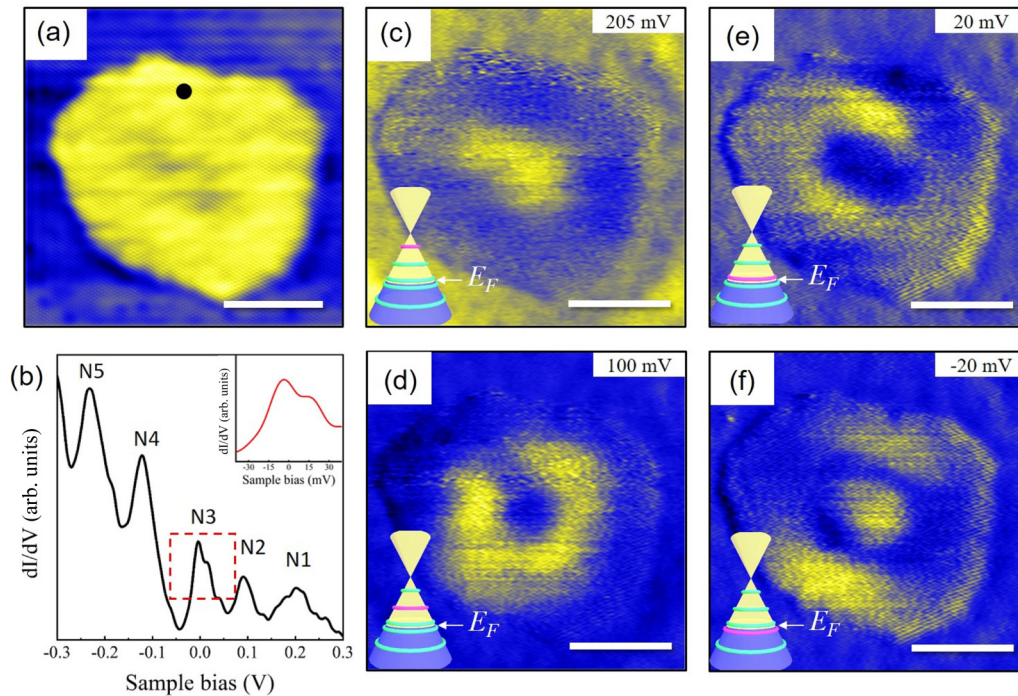 (a)
(c)
205 mV
E_F
(e)
20 mV
E_F
(b)
N5
N4
N3
N2
N1
dI/dV (arb. units)
-0.3 -0.2 -0.1 0.0 0.1 0.2 0.3
Sample bias (V)
dI/dV (arb. units)
-30 -15 0 15 30
Sample bias (mV)
(d)
100 mV
E_F
(f)
-20 mV
E_F